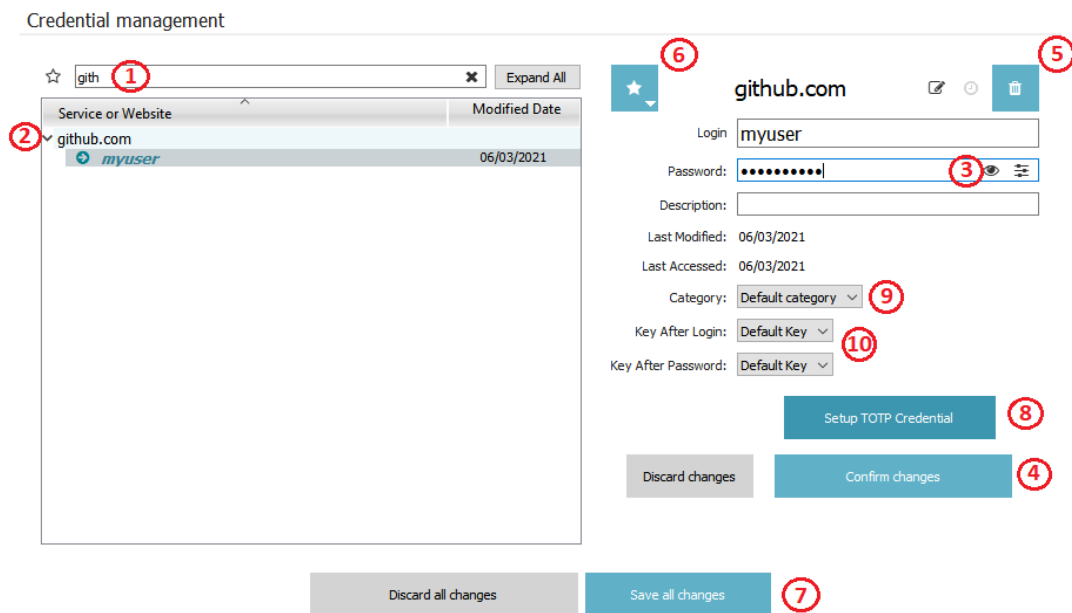 Credential management
gith 1 Expand All
Service or Website Modified Date
2 github.com
myuser 06/03/2021
6 5
github.com
Login myuser
Password: •••••••••• 3
Description:
Last Modified: 06/03/2021
Last Accessed: 06/03/2021
Category: Default category 9
Key After Login: Default Key
10
Key After Password: Default Key
Setup TOTP Credential 8
Discard changes Confirm changes 4
Discard all changes Save all changes 7